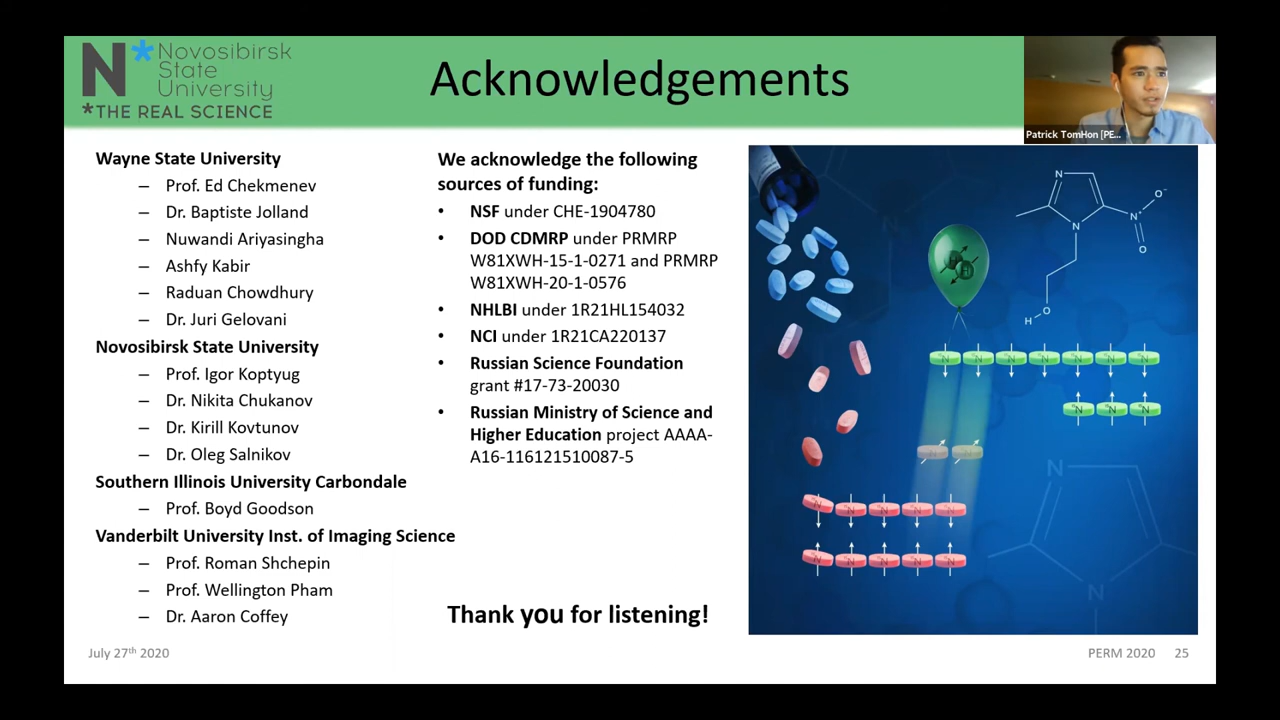 N* Novosibirsk
State
University
*THE REAL SCIENCE
Acknowledgements
Patrick TomHon [PE...
Wayne State University
– Prof. Ed Chekmenev
– Dr. Baptiste Jolland
– Nuwandi Ariyasingha
– Ashfy Kabir
– Raduan Chowdhury
– Dr. Juri Gelovani
Novosibirsk State University
– Prof. Igor Koptyug
– Dr. Nikita Chukanov
– Dr. Kirill Kovtunov
– Dr. Oleg Salnikov
Southern Illinois University Carbondale
– Prof. Boyd Goodson
Vanderbilt University Inst. of Imaging Science
– Prof. Roman Shchepin
– Prof. Wellington Pham
– Dr. Aaron Coffey
We acknowledge the following
sources of funding:
• NSF under CHE-1904780
• DOD CDMRP under PRMRP
W81XWH-15-1-0271 and PRMRP
W81XWH-20-1-0576
• NHLBI under 1R21HL154032
• NCI under 1R21CA220137
• Russian Science Foundation
grant #17-73-20030
• Russian Ministry of Science and
Higher Education project AAAA-
A16-116121510087-5
Thank you for listening!
N
O⁻
N⁺
N
O
O
H
H H
N
N
July 27th 2020
PERM 2020 25